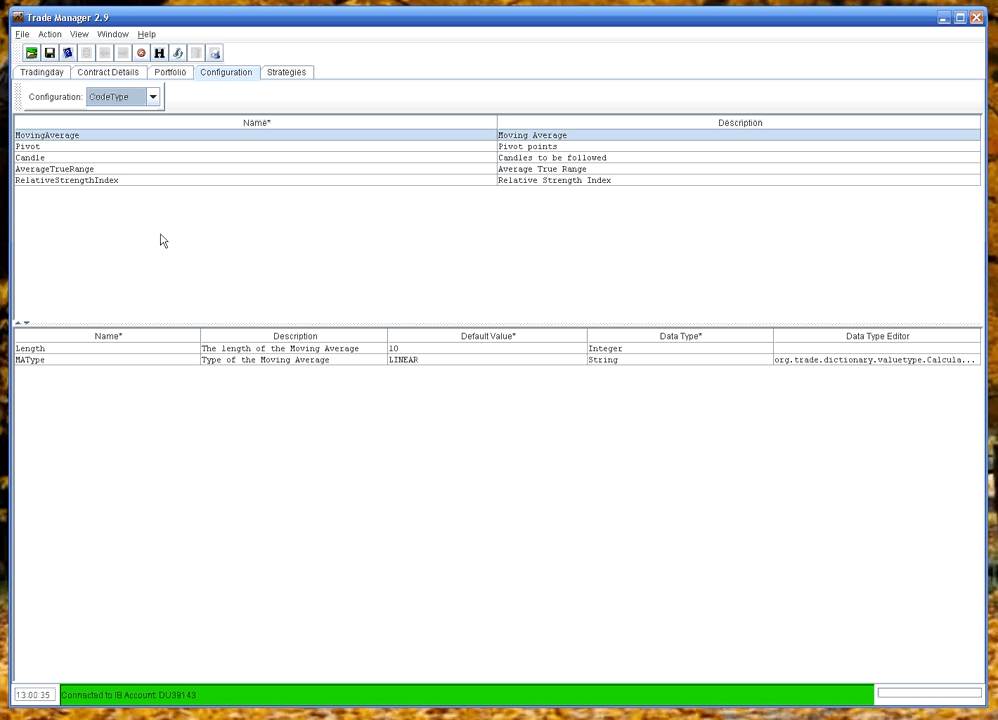 Trade Manager 2.9
File Action View Window Help
H
Tradingday Contract Details Portfolio Configuration Strategies
Configuration: CodeType
Name* Description
MovingAverage Moving Average
Pivot Pivot points
Candle Candles to be followed
AverageTrueRange Average True Range
RelativeStrengthIndex Relative Strength Index
Name* Description Default Value* Data Type* Data Type Editor
Length The length of the Moving Average 10 Integer
MAType Type of the Moving Average LINEAR String org.trade.dictionary.valuetype.Calcula...
13:00:35 Connected to IB Account: DU39143